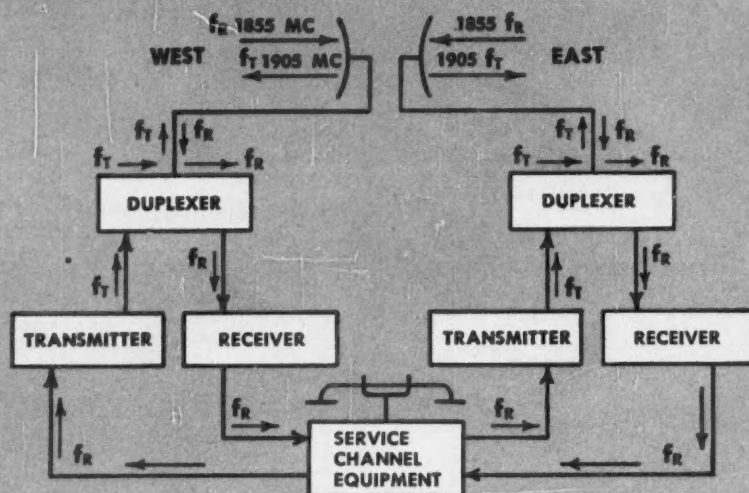 fR 1855 MC
1855 fR
WEST
fT 1905 MC
1905 fT
EAST
fT fR
fT fR
fT fR
fT fR
DUPLEXER
DUPLEXER
fT
fR
fT
fR
TRANSMITTER
RECEIVER
TRANSMITTER
RECEIVER
fR
fR
SERVICE
CHANNEL
EQUIPMENT
fR
fR